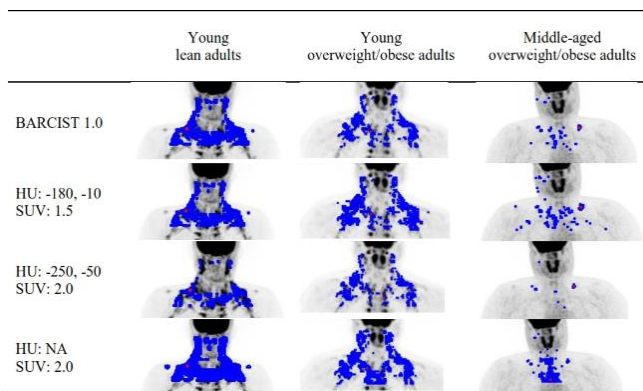 Young
lean adults
Young
overweight/obese adults
Middle-aged
overweight/obese adults
BARCIST 1.0
HU: -180, -10
SUV: 1.5
HU: -250, -50
SUV: 2.0
HU: NA
SUV: 2.0